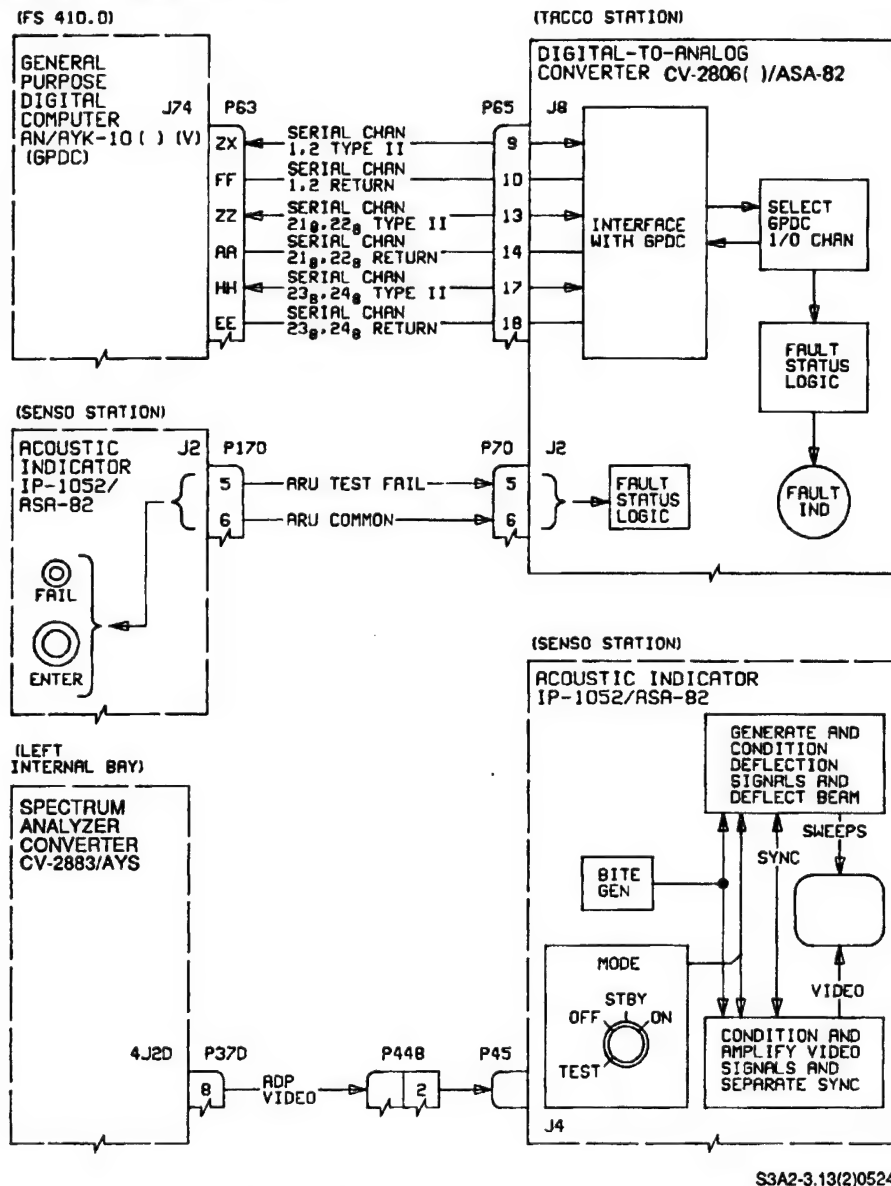 (FS 410.0)
GENERAL
PURPOSE
DIGITAL
COMPUTER
AN/AYK-10 ( ) (V)
(GPDC)
J74
P63
ZX
FF
ZZ
AA
HH
EE
SERIAL CHAN
1,2 TYPE II
SERIAL CHAN
1,2 RETURN
SERIAL CHAN
21₈,22₈ TYPE II
SERIAL CHAN
21₈,22₈ RETURN
SERIAL CHAN
23₈,24₈ TYPE II
SERIAL CHAN
23₈,24₈ RETURN
(TACCO STATION)
DIGITAL-TO-ANALOG
CONVERTER CV-2806( )/ASA-82
P65
J8
9
10
13
14
17
18
INTERFACE
WITH GPDC
SELECT
GPDC
I/O CHAN
FAULT
STATUS
LOGIC
FAULT
IND
(SENSO STATION)
ACOUSTIC
INDICATOR
IP-1052/
ASA-82
J2
P170
5
6
FAIL
ENTER
ARU TEST FAIL
ARU COMMON
P70
J2
5
6
FAULT
STATUS
LOGIC
(LEFT
INTERNAL BAY)
SPECTRUM
ANALYZER
CONVERTER
CV-2883/AYS
4J2D
P37D
8
ADP
VIDEO
P448
2
P45
(SENSO STATION)
ACOUSTIC INDICATOR
IP-1052/ASA-82
GENERATE AND
CONDITION
DEFLECTION
SIGNALS AND
DEFLECT BEAM
SWEEPS
SYNC
BITE
GEN
MODE
STBY
OFF
ON
TEST
VIDEO
CONDITION AND
AMPLIFY VIDEO
SIGNALS AND
SEPARATE SYNC
J4
S3A2-3.13(2)0524